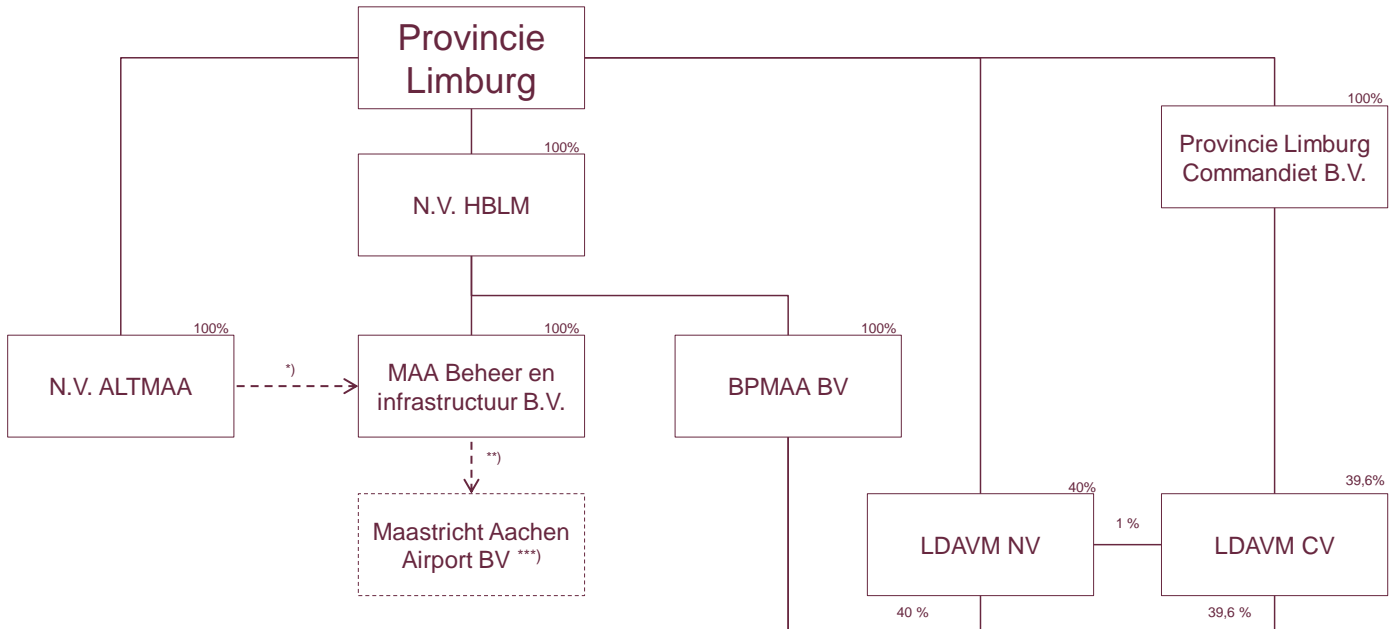 Provincie
Limburg
100%
Provincie Limburg
Commandiet B.V.
100%
N.V. HBLM
100%
N.V. ALTMAA
*)
100%
MAA Beheer en
infrastructuur B.V.
100%
BPMAA BV
**)
Maastricht Aachen
Airport BV ***)
40%
LDAVM NV
1 %
39,6%
LDAVM CV
40 %
39,6 %